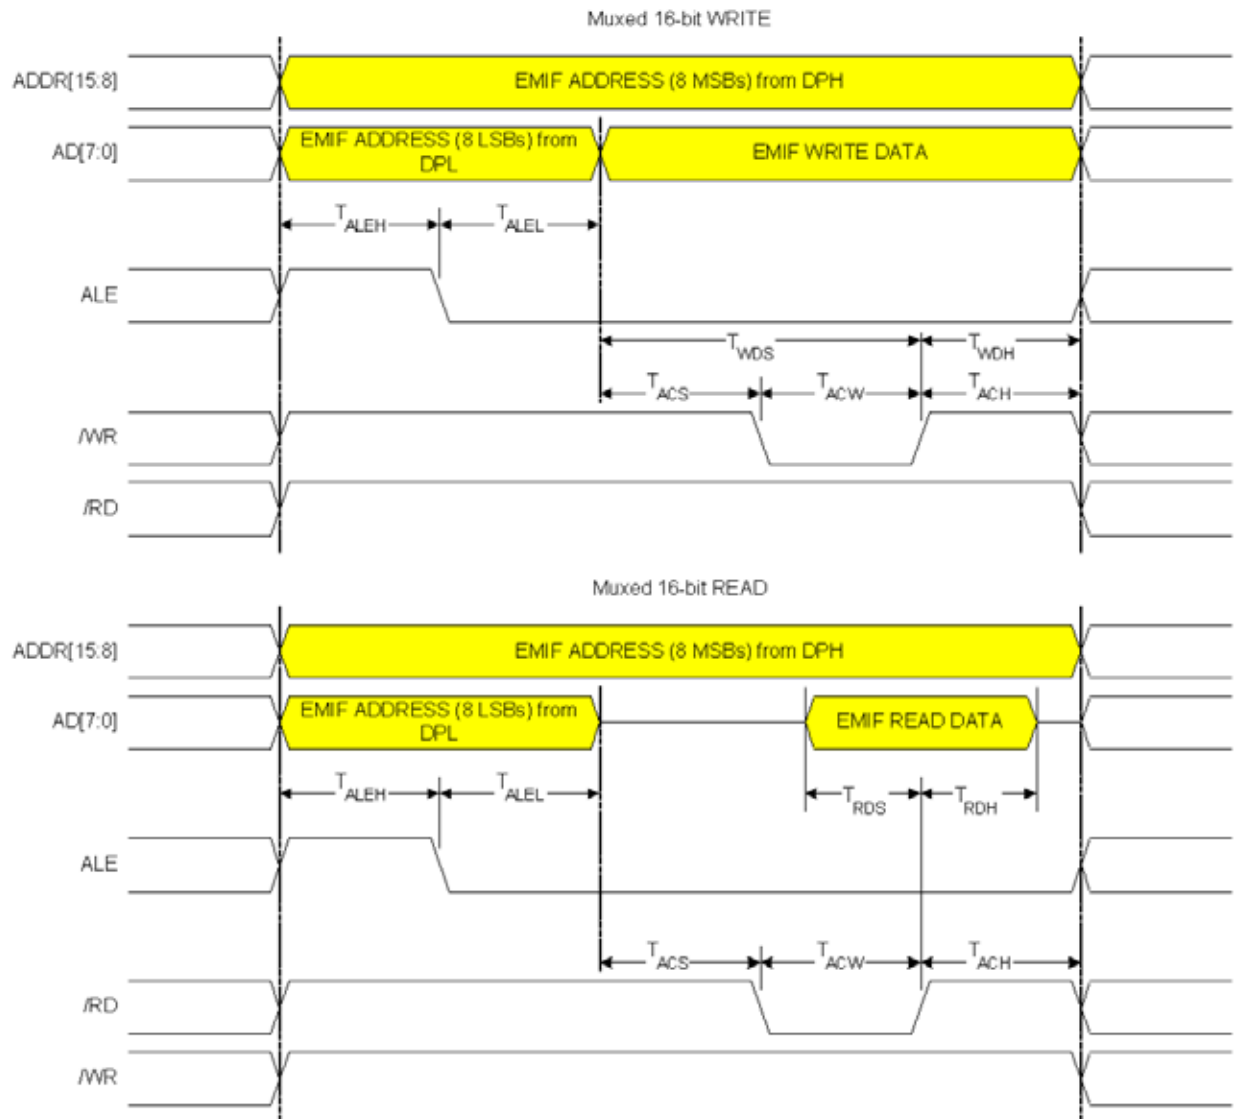 Muxed 16-bit WRITE
ADDR[15:8] EMIF ADDRESS (8 MSBs) from DPH
AD[7:0] EMIF ADDRESS (8 LSBs) from DPL EMIF WRITE DATA
TALEH TALEL
ALE
TWDS TWDH
TACS TACW TACH
/WR
/RD
Muxed 16-bit READ
ADDR[15:8] EMIF ADDRESS (8 MSBs) from DPH
AD[7:0] EMIF ADDRESS (8 LSBs) from DPL EMIF READ DATA
TALEH TALEL TRDS TRDH
ALE
TACS TACW TACH
/RD
/WR